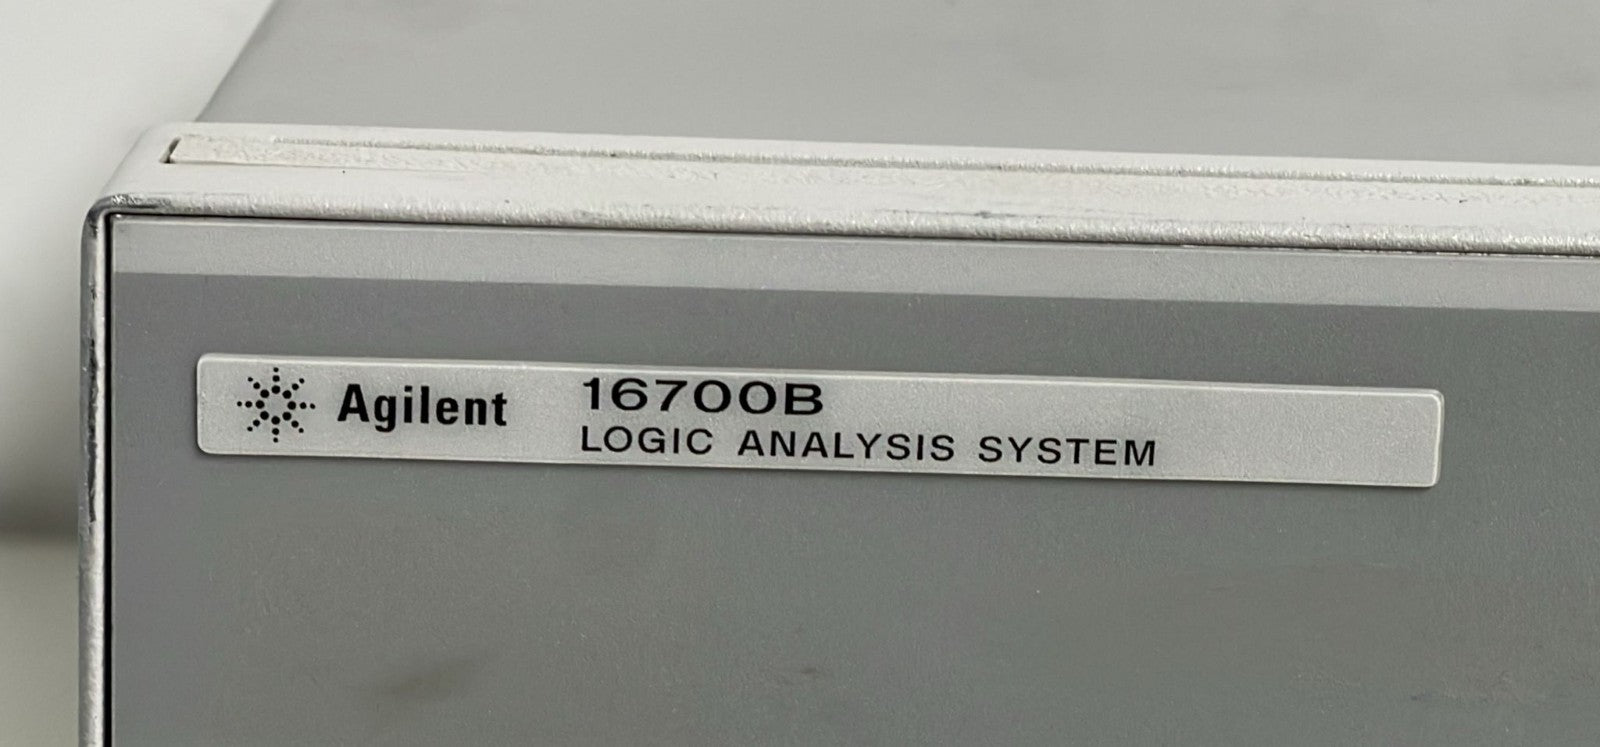 Agilent 16700B
LOGIC ANALYSIS SYSTEM